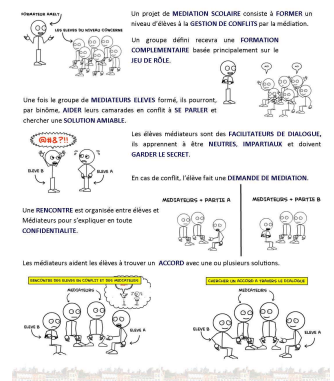 FORMATEUR AMELY
LES ELEVES DU NIVEAU CONCERNE
Un projet de MEDIATION SCOLAIRE consiste à FORMER un
niveau d'élèves à la GESTION DE CONFLITS par la médiation.
Un groupe défini recevra une FORMATION
COMPLEMENTAIRE basée principalement sur le
JEU DE RÔLE.
Une fois le groupe de MEDIATEURS ELEVES formé, ils pourront,
par binôme, AIDER leurs camarades en conflit à SE PARLER et
chercher une SOLUTION AMIABLE.
@#&?!!
ELEVE B
ELEVE A
Les élèves médiateurs sont des FACILITATEURS DE DIALOGUE,
ils apprennent à être NEUTRES, IMPARTIAUX et doivent
GARDER LE SECRET.
En cas de conflit, l'élève fait une DEMANDE DE MEDIATION.
MEDIATEURS + PARTIE A
MEDIATEURS + PARTIE B
Une RENCONTRE est organisée entre élèves et
Médiateurs pour s'expliquer en toute
CONFIDENTIALITE.
Les médiateurs aident les élèves à trouver un ACCORD avec une ou plusieurs solutions.
RENCONTRE DES ELEVES EN CONFLIT ET DES MEDIATEURS
MEDIATEURS
ELEVE B
ELEVE A
CHERCHER UN ACCORD A TRAVERS LE DIALOGUE
MEDIATEURS
ELEVE B
ELEVE A